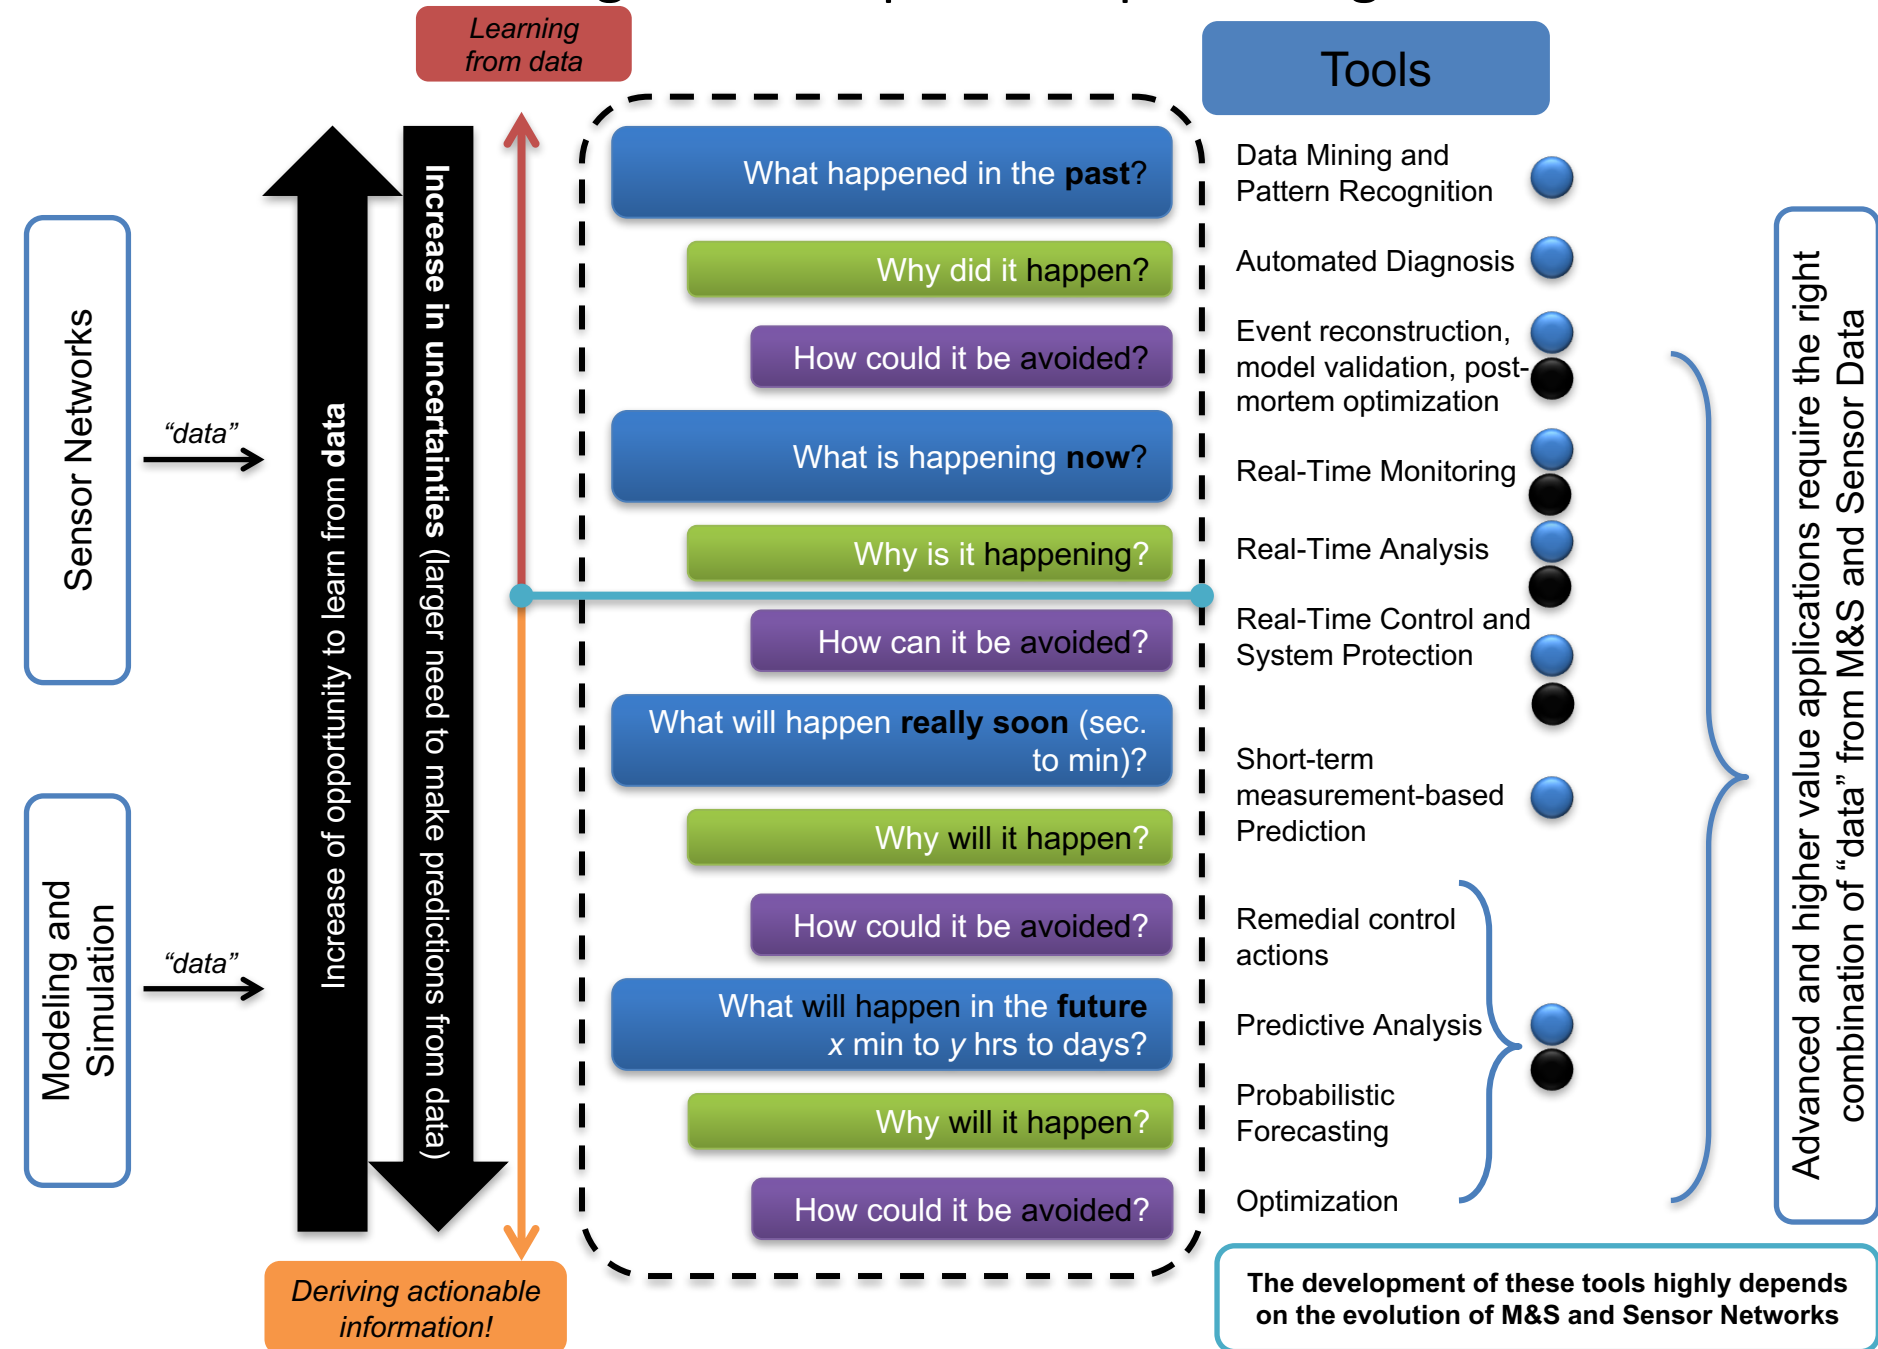 Learning
from data
Tools
What happened in the past?
Data Mining and
Pattern Recognition
Why did it happen?
Automated Diagnosis
How could it be avoided?
Event reconstruction,
model validation, post-
mortem optimization
What is happening now?
Real-Time Monitoring
Why is it happening?
Real-Time Analysis
How can it be avoided?
Real-Time Control and
System Protection
What will happen really soon (sec.
to min)?
Short-term
measurement-based
Prediction
Why will it happen?
How could it be avoided?
Remedial control
actions
What will happen in the future
x min to y hrs to days?
Predictive Analysis
Why will it happen?
Probabilistic
Forecasting
How could it be avoided?
Optimization
Sensor Networks
“data”
Modeling and
Simulation
“data”
Increase of opportunity to learn from data
Increase in uncertainties (larger need to make predictions from data)
Deriving actionable
information!
Advanced and higher value applications require the right
combination of “data” from M&S and Sensor Data
The development of these tools highly depends
on the evolution of M&S and Sensor Networks